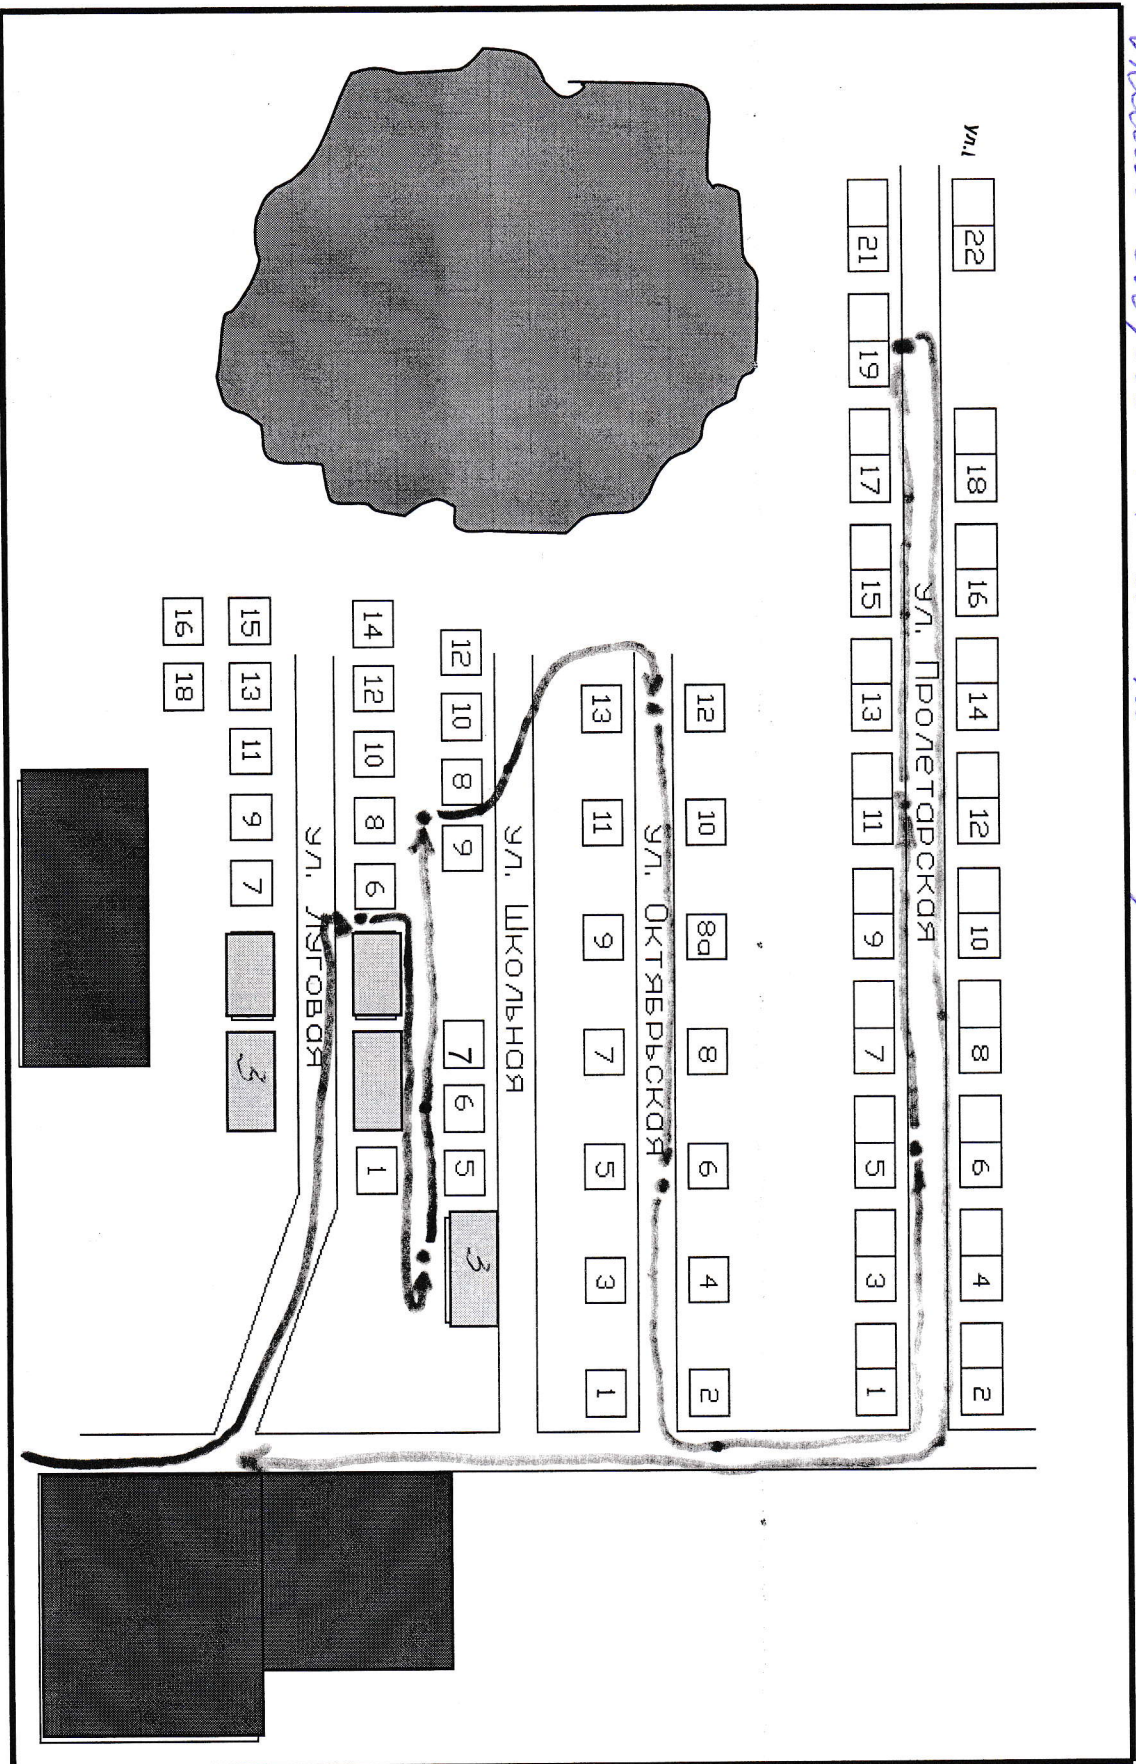 ул.
22 18 16 14 12 10 8 6 4 2
ул. Пролетарская
21 19 17 15 13 11 9 7 5 3 1
12 10 8а 8 6 4 2
ул. Октябрьская
13 11 9 7 5 3 1
ул. Школьная
12 10 8 9 7 6 5 3
14 12 10 8 6 1
ул. Луговая
15 13 11 9 7 3
16 18